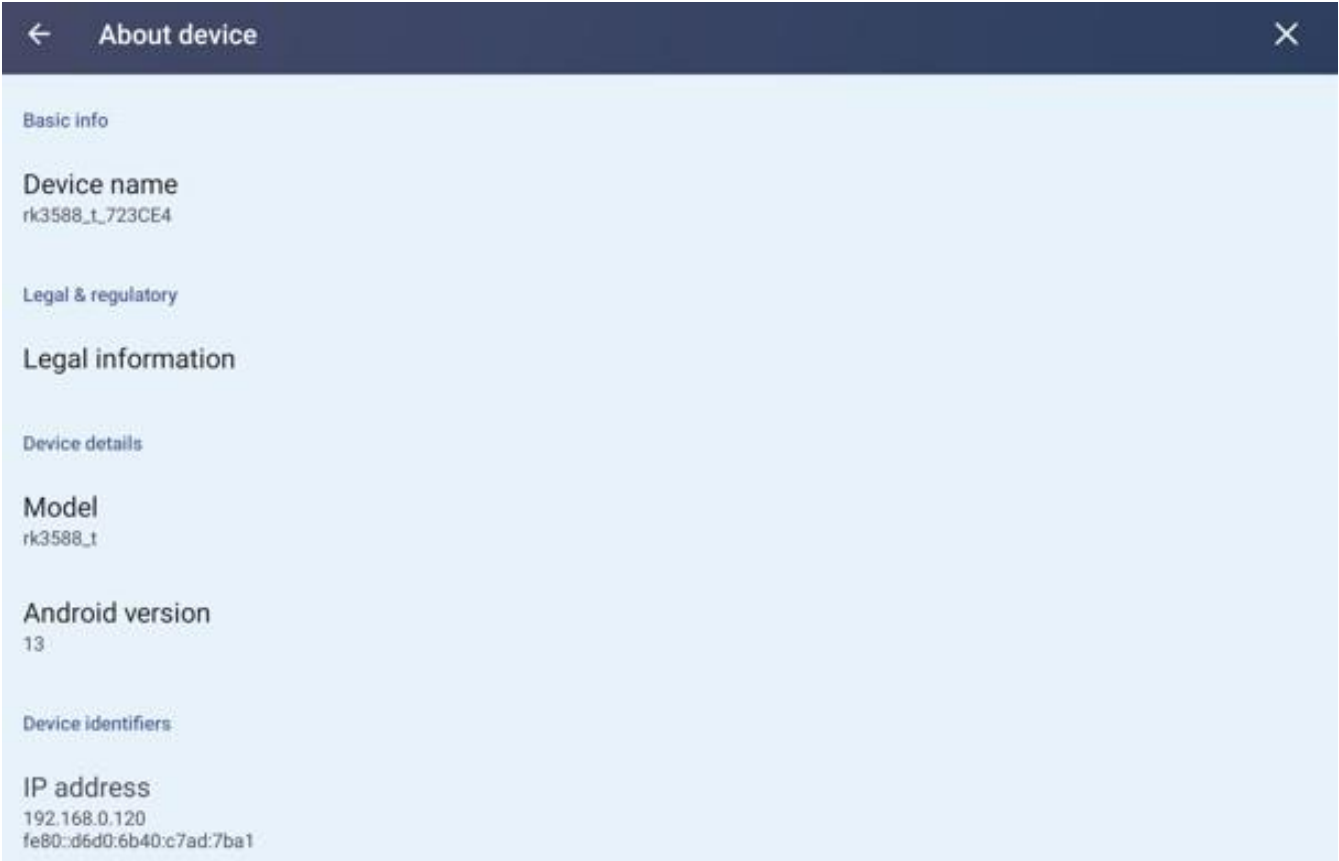 About device
Basic info
Device name
rk3588_t_723CE4
Legal & regulatory
Legal information
Device details
Model
rk3588_t
Android version
13
Device identifiers
IP address
192.168.0.120
fe80::d6d0:6b40:c7ad:7ba1